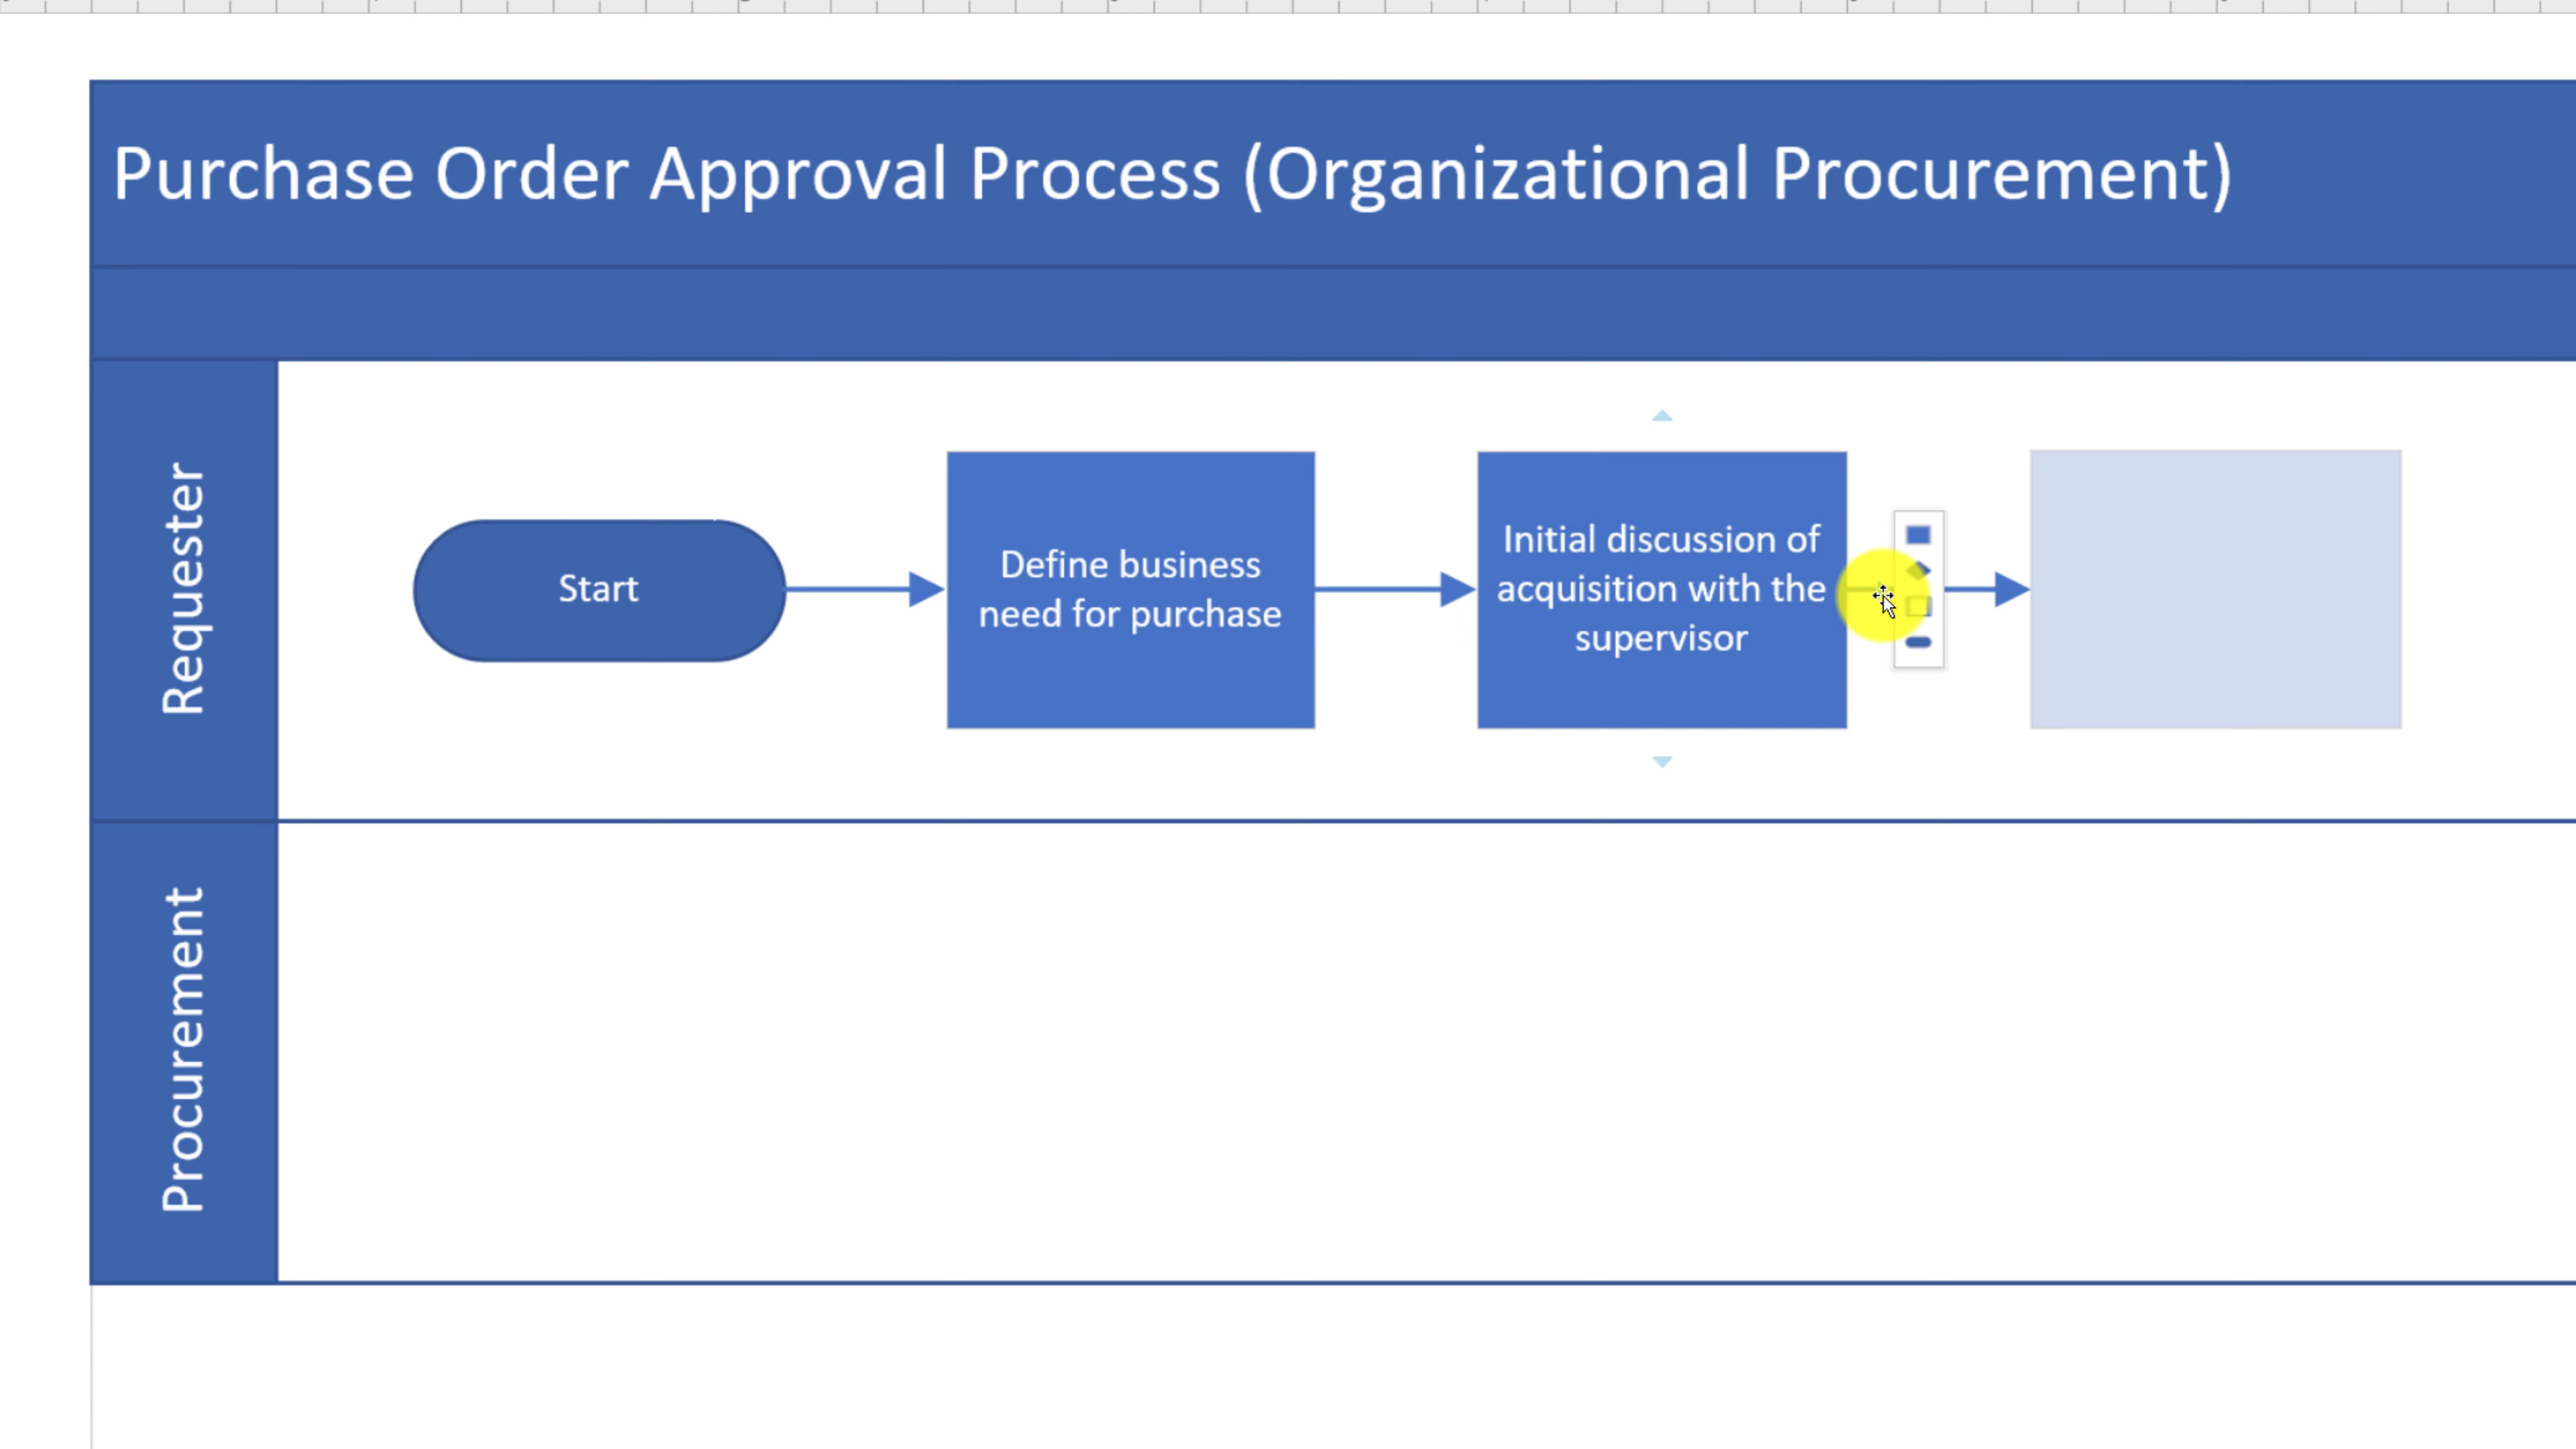 Purchase Order Approval Process (Organizational Procurement)
Requester
Start
Define business
need for purchase
Initial discussion of
acquisition with the
supervisor
Procurement